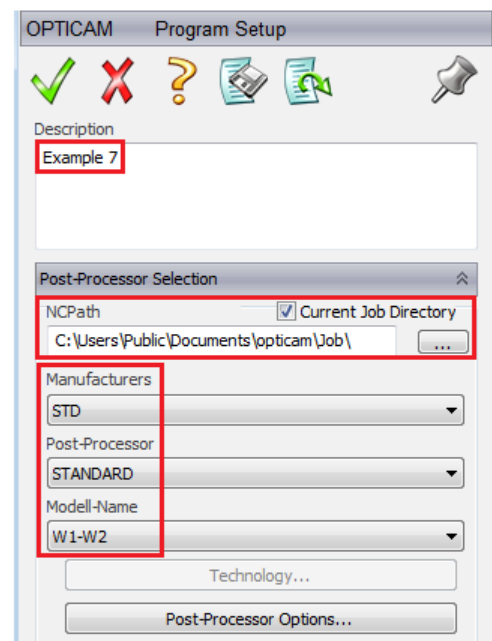 OPTICAM Program Setup
Description
Example 7
Post-Processor Selection
NCPath Current Job Directory
C:\Users\Public\Documents\opticam\Job\ ...
Manufacturers
STD
Post-Processor
STANDARD
Modell-Name
W1-W2
Technology...
Post-Processor Options...